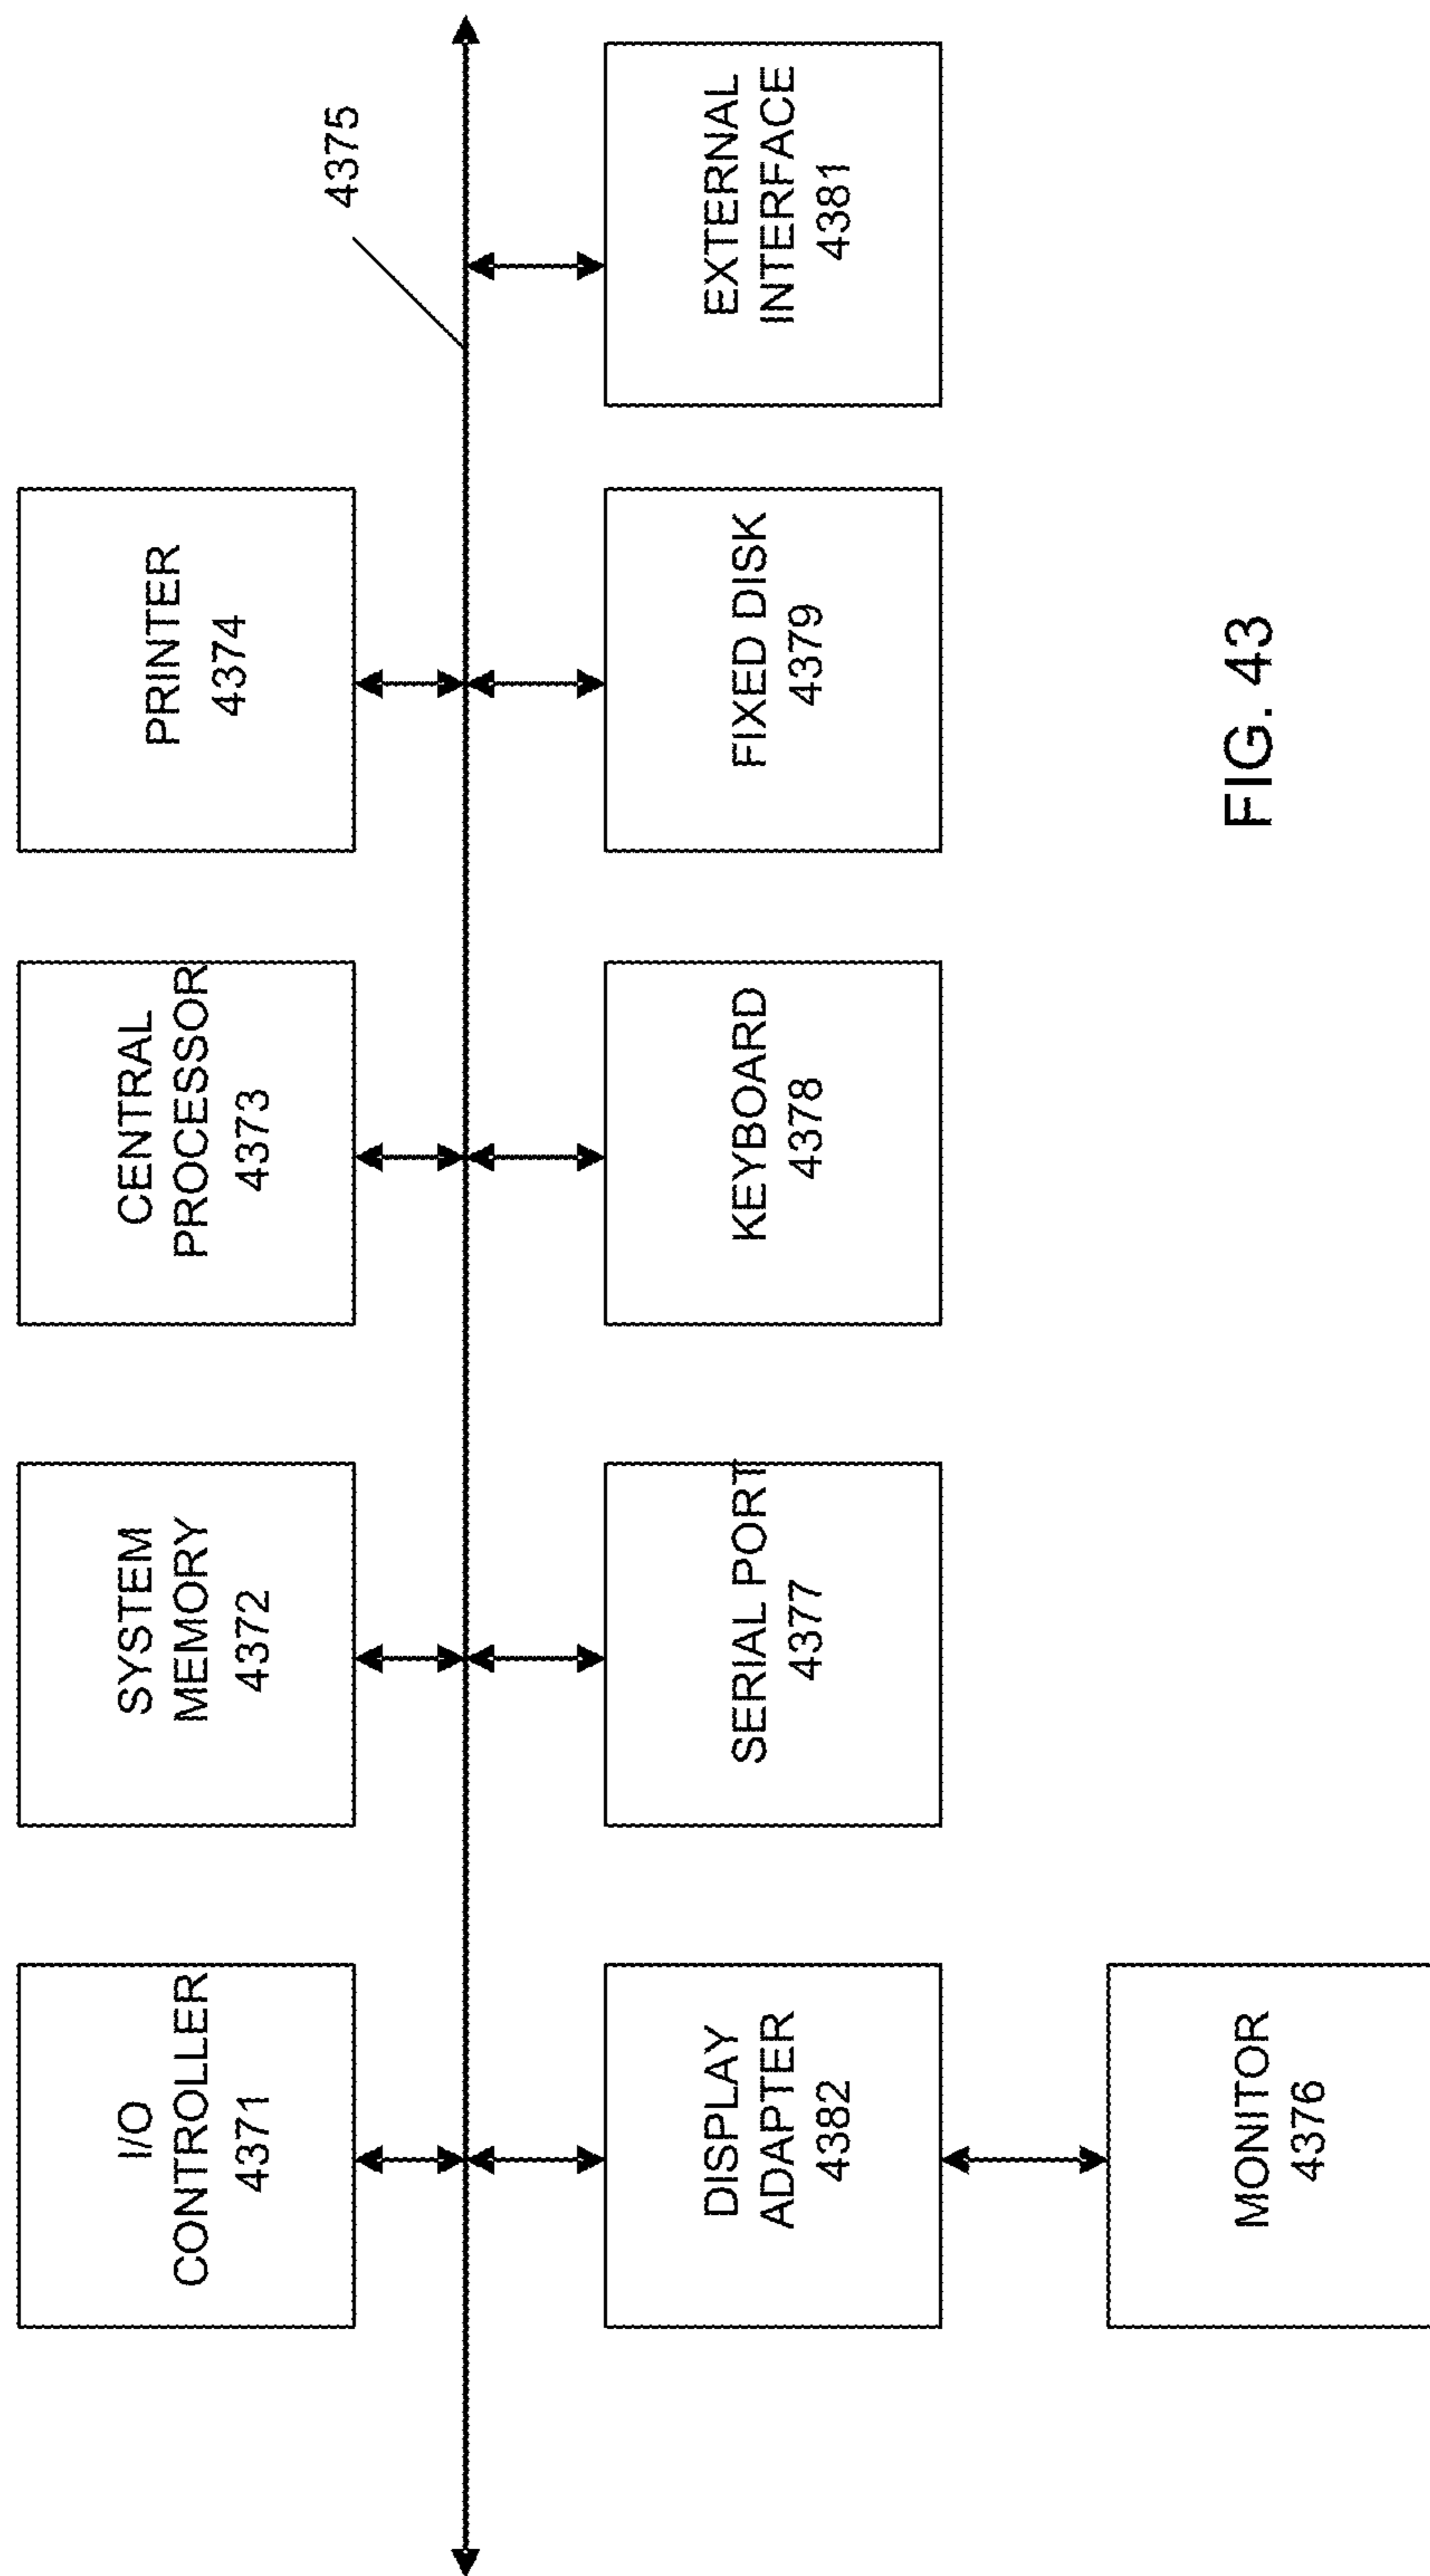 I/O
CONTROLLER
4371
SYSTEM
MEMORY
4372
CENTRAL
PROCESSOR
4373
PRINTER
4374
4375
DISPLAY
ADAPTER
4382
SERIAL PORT
4377
KEYBOARD
4378
FIXED DISK
4379
EXTERNAL
INTERFACE
4381
MONITOR
4376
FIG. 43